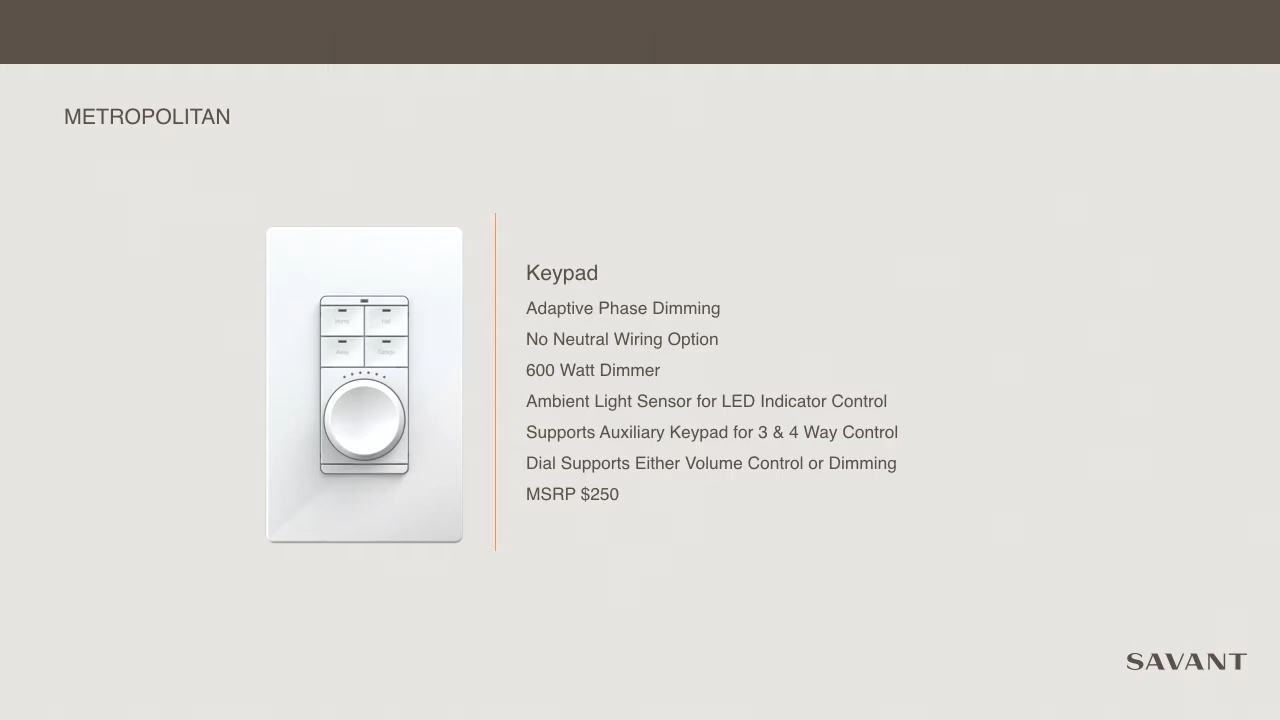 METROPOLITAN
Keypad
Adaptive Phase Dimming
No Neutral Wiring Option
600 Watt Dimmer
Ambient Light Sensor for LED Indicator Control
Supports Auxiliary Keypad for 3 & 4 Way Control
Dial Supports Either Volume Control or Dimming
MSRP $250
SAVANT